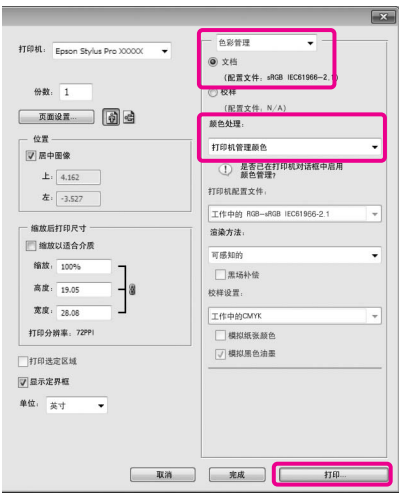 打印机: Epson Stylus Pro XXXXX
份数: 1
页面设置...
位置
居中图像
上: 4.162
左: -3.527
缩放后打印尺寸
缩放以适合介质
缩放: 100%
高度: 19.05
宽度: 28.08
打印分辨率: 72PPI
打印选定区域
显示定界框
单位: 英寸
色彩管理
文档
(配置文件: sRGB IEC61966-2.1)
校样
(配置文件: N/A)
颜色处理:
打印机管理颜色
是否已在打印机对话框中启用
颜色管理?
打印机配置文件:
工作中的 RGB-sRGB IEC61966-2.1
渲染方法:
可感知的
黑场补偿
校样设置:
工作中的CMYK
模拟纸张颜色
模拟黑色油墨
取消
完成
打印...